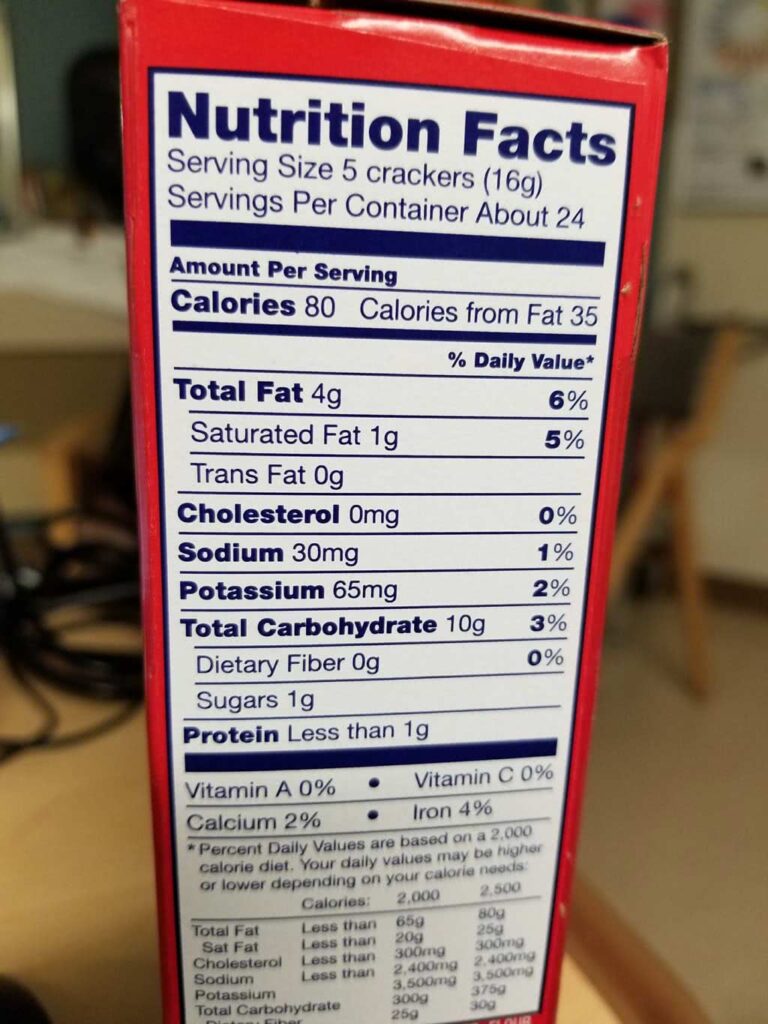 Nutrition Facts
Serving Size 5 crackers (16g)
Servings Per Container About 24
Amount Per Serving
Calories 80 Calories from Fat 35
% Daily Value*
Total Fat 4g 6%
Saturated Fat 1g 5%
Trans Fat 0g
Cholesterol 0mg 0%
Sodium 30mg 1%
Potassium 65mg 2%
Total Carbohydrate 10g 3%
Dietary Fiber 0g 0%
Sugars 1g
Protein Less than 1g
Vitamin A 0% • Vitamin C 0%
Calcium 2% • Iron 4%
* Percent Daily Values are based on a 2,000
calorie diet. Your daily values may be higher
or lower depending on your calorie needs:
Calories: 2,000 2,500
Total Fat Less than 65g 80g
Sat Fat Less than 20g 25g
Cholesterol Less than 300mg 300mg
Sodium Less than 2,400mg 2,400mg
Potassium 3,500mg 3,500mg
Total Carbohydrate 300g 375g
Dietary Fiber 25g 30g
FLOUR